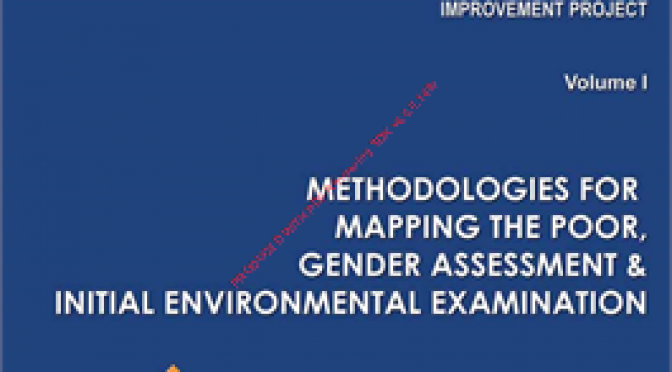 IMPROVEMENT PROJECT
Volume I
METHODOLOGIES FOR
MAPPING THE POOR,
GENDER ASSESSMENT &
INITIAL ENVIRONMENTAL EXAMINATION